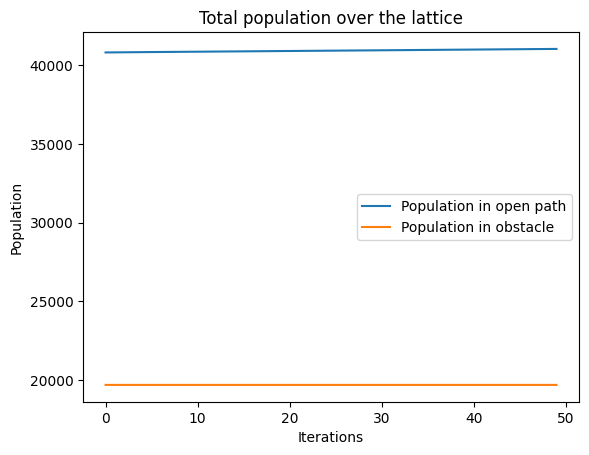 Total population over the lattice
Population
40000
35000
30000
25000
20000
Population in open path
Population in obstacle
0 10 20 30 40 50
Iterations